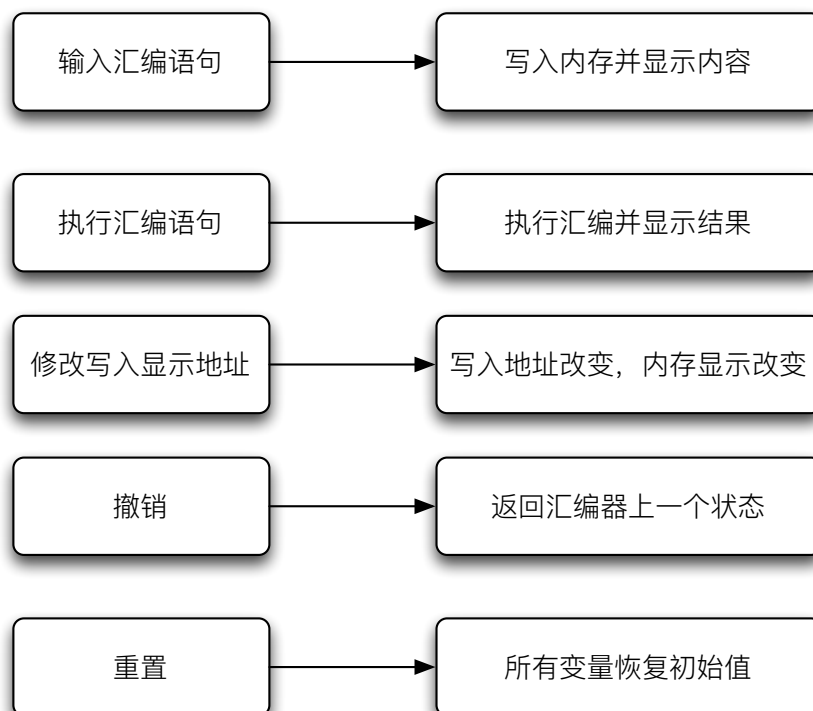 输入汇编语句
写入内存并显示内容
执行汇编语句
执行汇编并显示结果
修改写入显示地址
写入地址改变，内存显示改变
撤销
返回汇编器上一个状态
重置
所有变量恢复初始值